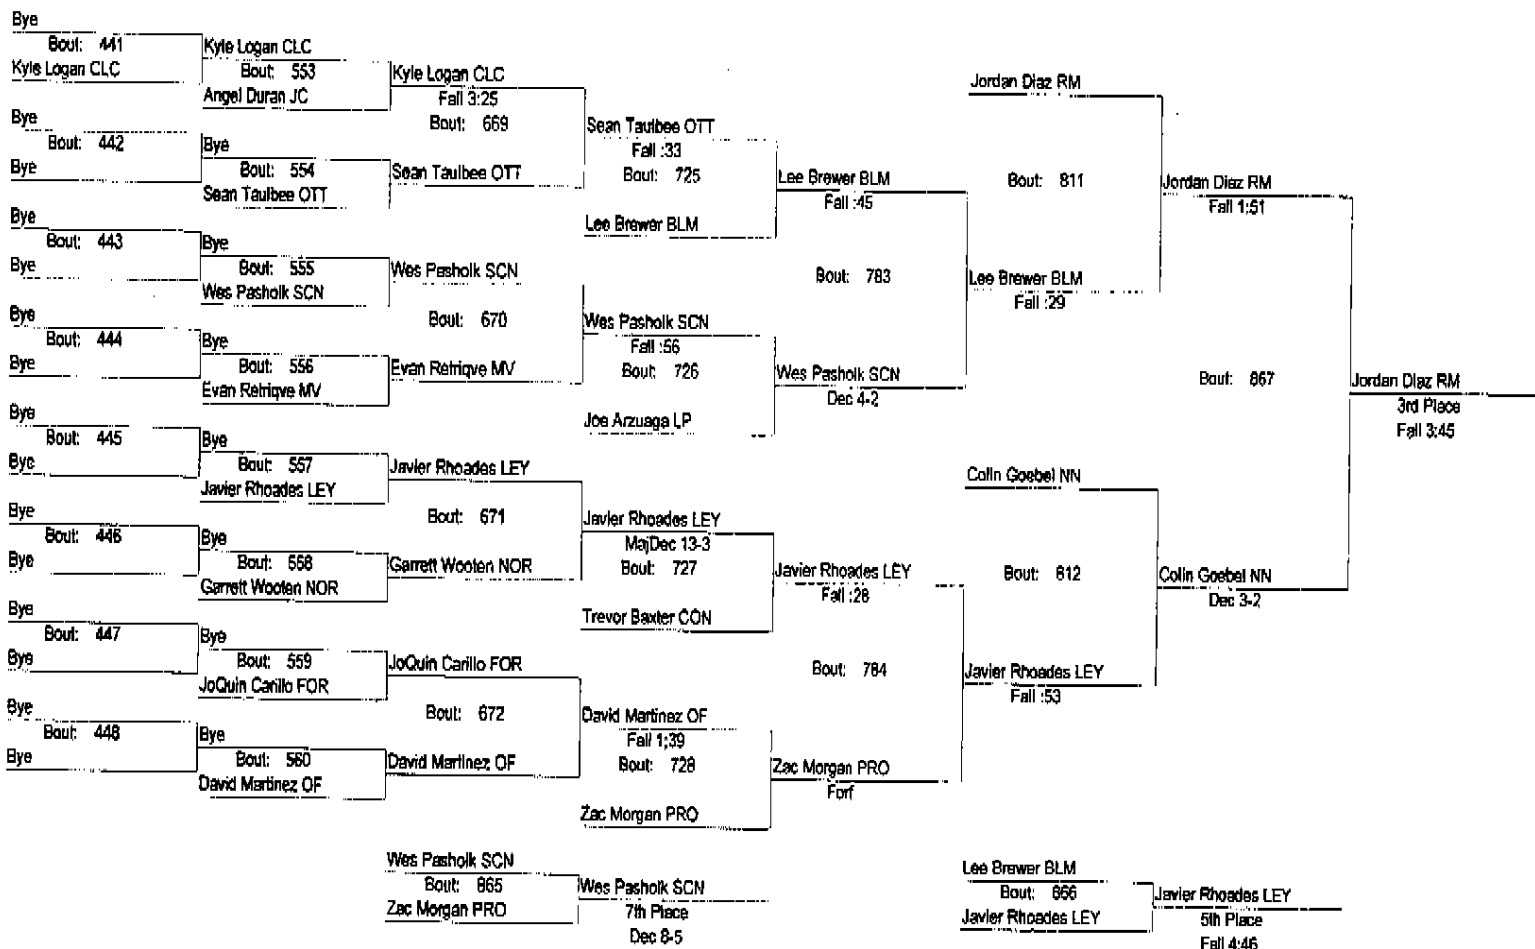 Bye
Bout: 441
Kyle Logan CLC
Bye
Bout: 442
Bye
Bye
Bout: 443
Bye
Bye
Bout: 444
Bye
Bye
Bout: 445
Bye
Bye
Bout: 446
Bye
Bye
Bout: 447
Bye
Bye
Bout: 448
Bye
Kyle Logan CLC
Bout: 553
Angel Duran JC
Bye
Bout: 554
Sean Taulbee OTT
Bye
Bout: 555
Wes Pasholk SCN
Bye
Bout: 556
Evan Retriqve MV
Bye
Bout: 557
Javier Rhoades LEY
Bye
Bout: 558
Garrett Wooten NOR
Bye
Bout: 559
JoQuin Carillo FOR
Bye
Bout: 560
David Martinez OF
Kyle Logan CLC
Fall 3:25
Bout: 669
Sean Taulbee OTT
Wes Pasholk SCN
Bout: 670
Evan Retriqve MV
Javier Rhoades LEY
Bout: 671
Garrett Wooten NOR
JoQuin Carillo FOR
Bout: 672
David Martinez OF
Sean Taulbee OTT
Fall :33
Bout: 725
Lee Brewer BLM
Wes Pasholk SCN
Fall :56
Bout: 726
Joe Arzuaga LP
Javier Rhoades LEY
MajDec 13-3
Bout: 727
Trevor Baxter CON
David Martinez OF
Fall 1:39
Bout: 728
Zac Morgan PRO
Lee Brewer BLM
Fall :45
Bout: 783
Wes Pasholk SCN
Dec 4-2
Javier Rhoades LEY
Fall :28
Bout: 784
Zac Morgan PRO
Forf
Jordan Diaz RM
Bout: 811
Lee Brewer BLM
Fall :29
Colin Goebel NN
Bout: 812
Javier Rhoades LEY
Fall :53
Jordan Diaz RM
Fall 1:51
Bout: 867
Colin Goebel NN
Dec 3-2
Jordan Diaz RM
3rd Place
Fall 3:45
Wes Pasholk SCN
Bout: 865
Zac Morgan PRO
Wes Pasholk SCN
7th Place
Dec 8-5
Lee Brewer BLM
Bout: 866
Javier Rhoades LEY
Javier Rhoades LEY
5th Place
Fall 4:46